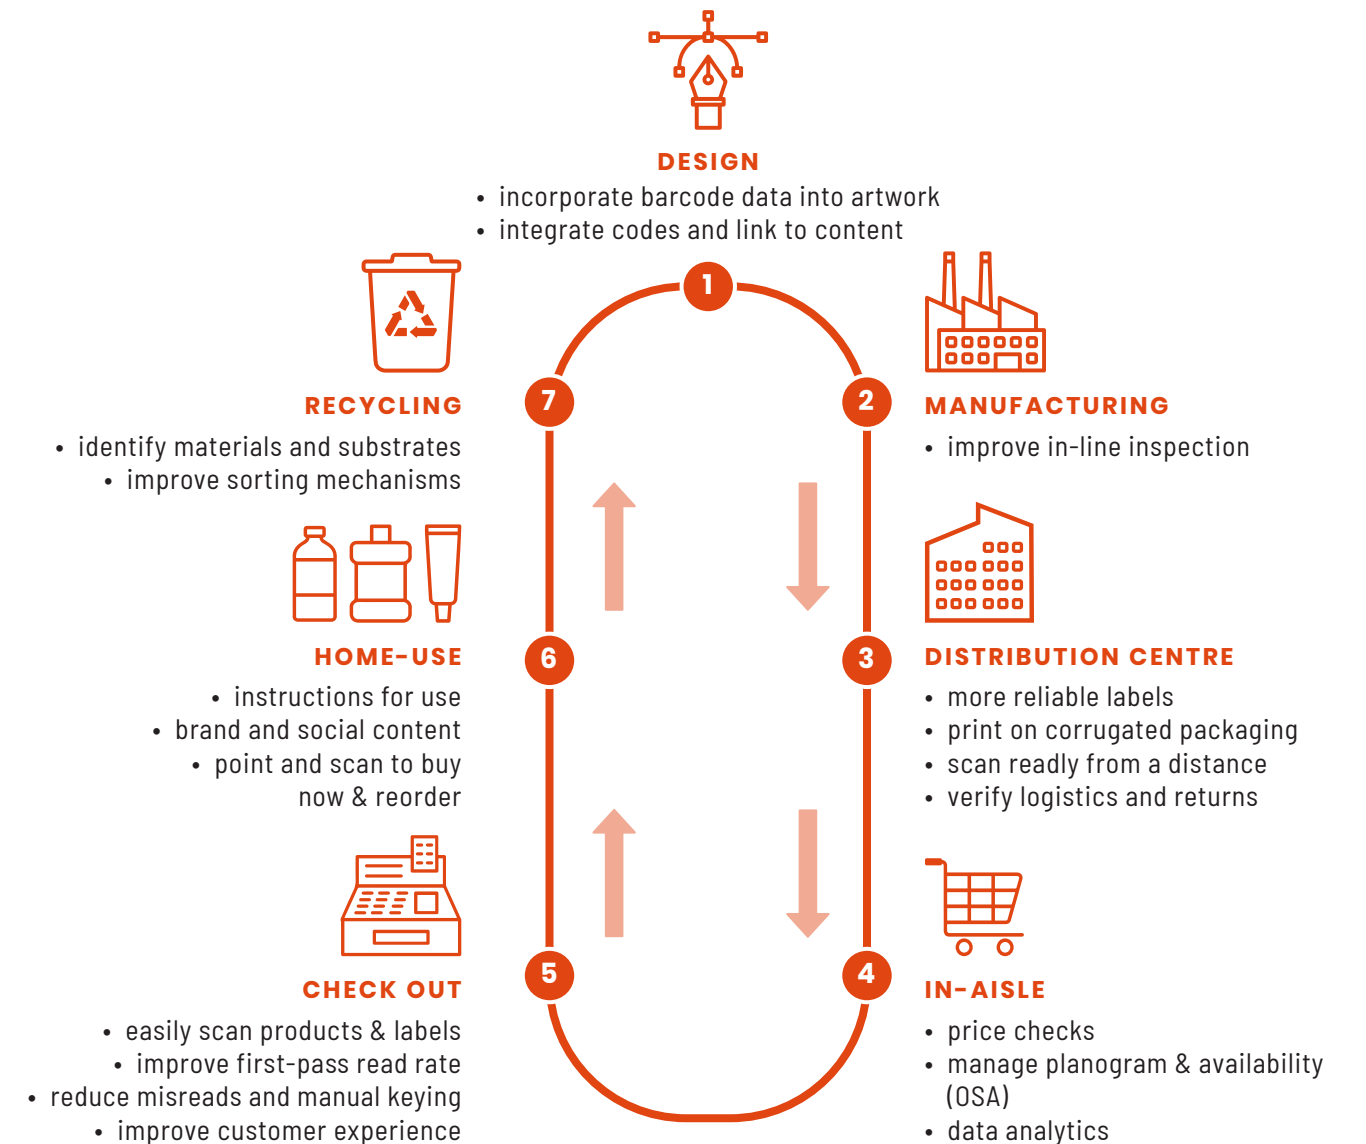 DESIGN
• incorporate barcode data into artwork
• integrate codes and link to content
1
2
MANUFACTURING
• improve in-line inspection
3
DISTRIBUTION CENTRE
• more reliable labels
• print on corrugated packaging
• scan readly from a distance
• verify logistics and returns
4
IN-AISLE
• price checks
• manage planogram & availability
(OSA)
• data analytics
5
CHECK OUT
• easily scan products & labels
• improve first-pass read rate
• reduce misreads and manual keying
• improve customer experience
6
HOME-USE
• instructions for use
• brand and social content
• point and scan to buy
now & reorder
7
RECYCLING
• identify materials and substrates
• improve sorting mechanisms